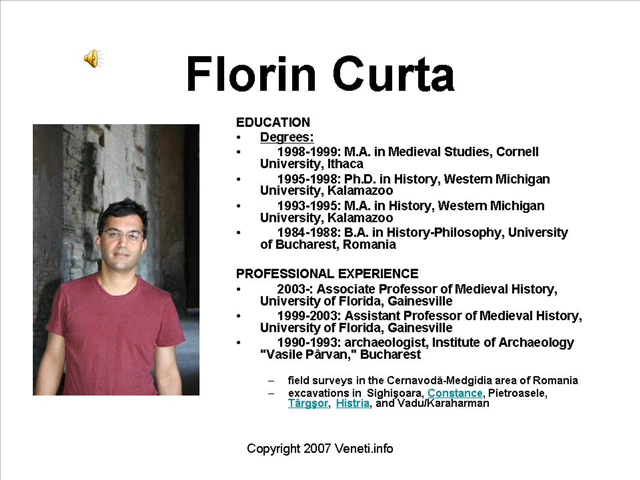 Florin Curta
EDUCATION
• Degrees:
• 1998-1999: M.A. in Medieval Studies, Cornell
University, Ithaca
• 1995-1998: Ph.D. in History, Western Michigan
University, Kalamazoo
• 1993-1995: M.A. in History, Western Michigan
University, Kalamazoo
• 1984-1988: B.A. in History-Philosophy, University
of Bucharest, Romania
PROFESSIONAL EXPERIENCE
• 2003-: Associate Professor of Medieval History,
University of Florida, Gainesville
• 1999-2003: Assistant Professor of Medieval History,
University of Florida, Gainesville
• 1990-1993: archaeologist, Institute of Archaeology
"Vasile Pârvan," Bucharest
– field surveys in the Cernavodă-Medgidia area of Romania
– excavations in Sighişoara, Constance, Pietroasele,
Târgşor, Histria, and Vadu/Karaharman
Copyright 2007 Veneti.info